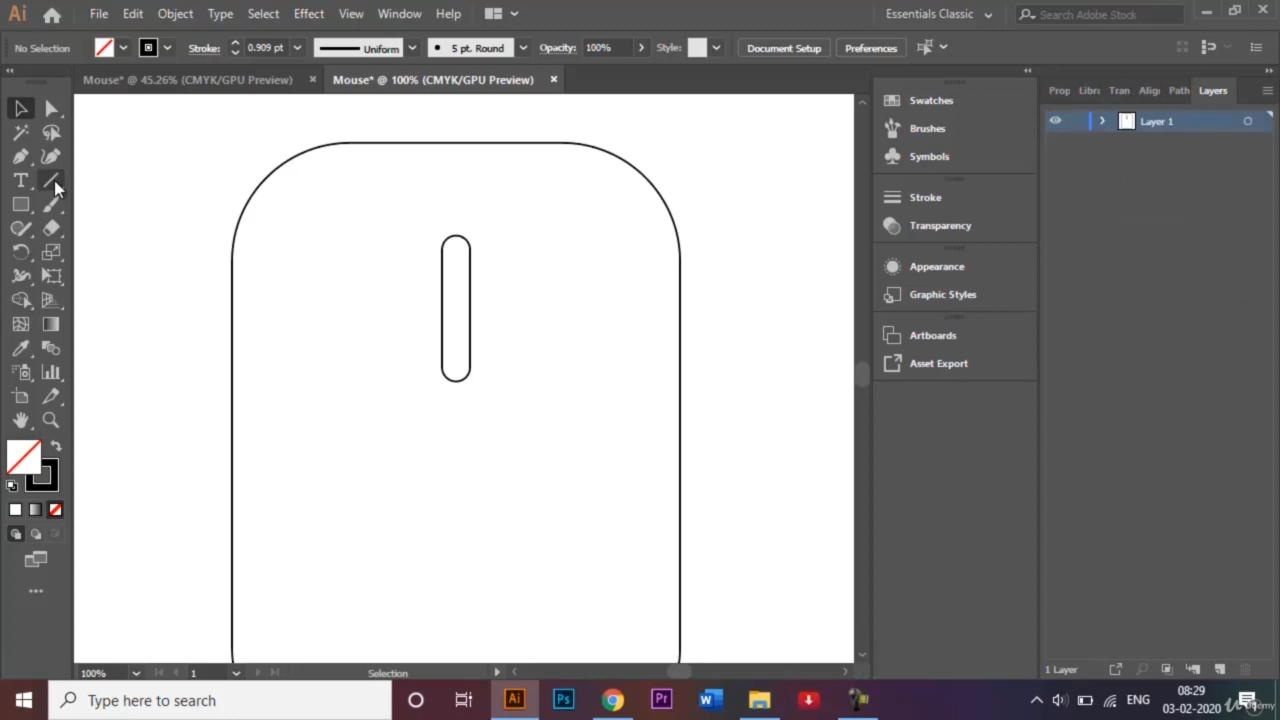 Ai File Edit Object Type Select Effect View Window Help Essentials Classic Search Adobe Stock
No Selection Stroke: 0.909 pt Uniform 5 pt. Round Opacity: 100% Style: Document Setup Preferences
Mouse* @ 45.26% (CMYK/GPU Preview) × Mouse* @ 100% (CMYK/GPU Preview) ×
Prop Libra Tran Align Path Layers
Swatches
Brushes
Symbols
Stroke
Transparency
Appearance
Graphic Styles
Artboards
Asset Export
Layer 1
100% 1 Selection
1 Layer
Type here to search
Ai Ps Pr W
ENG
08:29
03-02-2020
Udemy